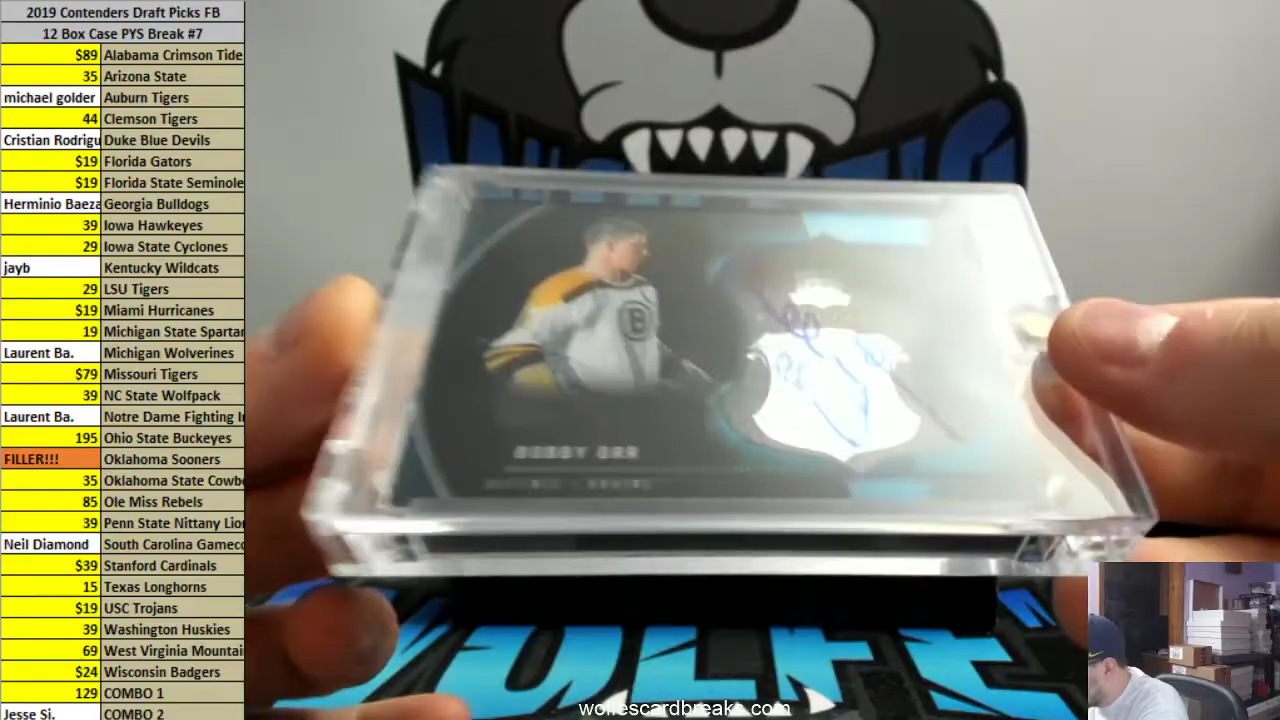 2019 Contenders Draft Picks FB
12 Box Case PYS Break #7
$89 Alabama Crimson Tide
35 Arizona State
michael golder Auburn Tigers
44 Clemson Tigers
Cristian Rodrigu Duke Blue Devils
$19 Florida Gators
$19 Florida State Seminole
Herminio Baeza Georgia Bulldogs
39 Iowa Hawkeyes
29 Iowa State Cyclones
jayb Kentucky Wildcats
29 LSU Tigers
$19 Miami Hurricanes
19 Michigan State Spartan
Laurent Ba. Michigan Wolverines
$79 Missouri Tigers
39 NC State Wolfpack
Laurent Ba. Notre Dame Fighting I
195 Ohio State Buckeyes
FILLER!!! Oklahoma Sooners
35 Oklahoma State Cowb
85 Ole Miss Rebels
39 Penn State Nittany Lio
Neil Diamond South Carolina Gameco
$39 Stanford Cardinals
15 Texas Longhorns
$19 USC Trojans
39 Washington Huskies
69 West Virginia Mountai
$24 Wisconsin Badgers
129 COMBO 1
Jesse Si. COMBO 2
B
BOBBY ORR
WOLFE
wolfescardbreaks.com